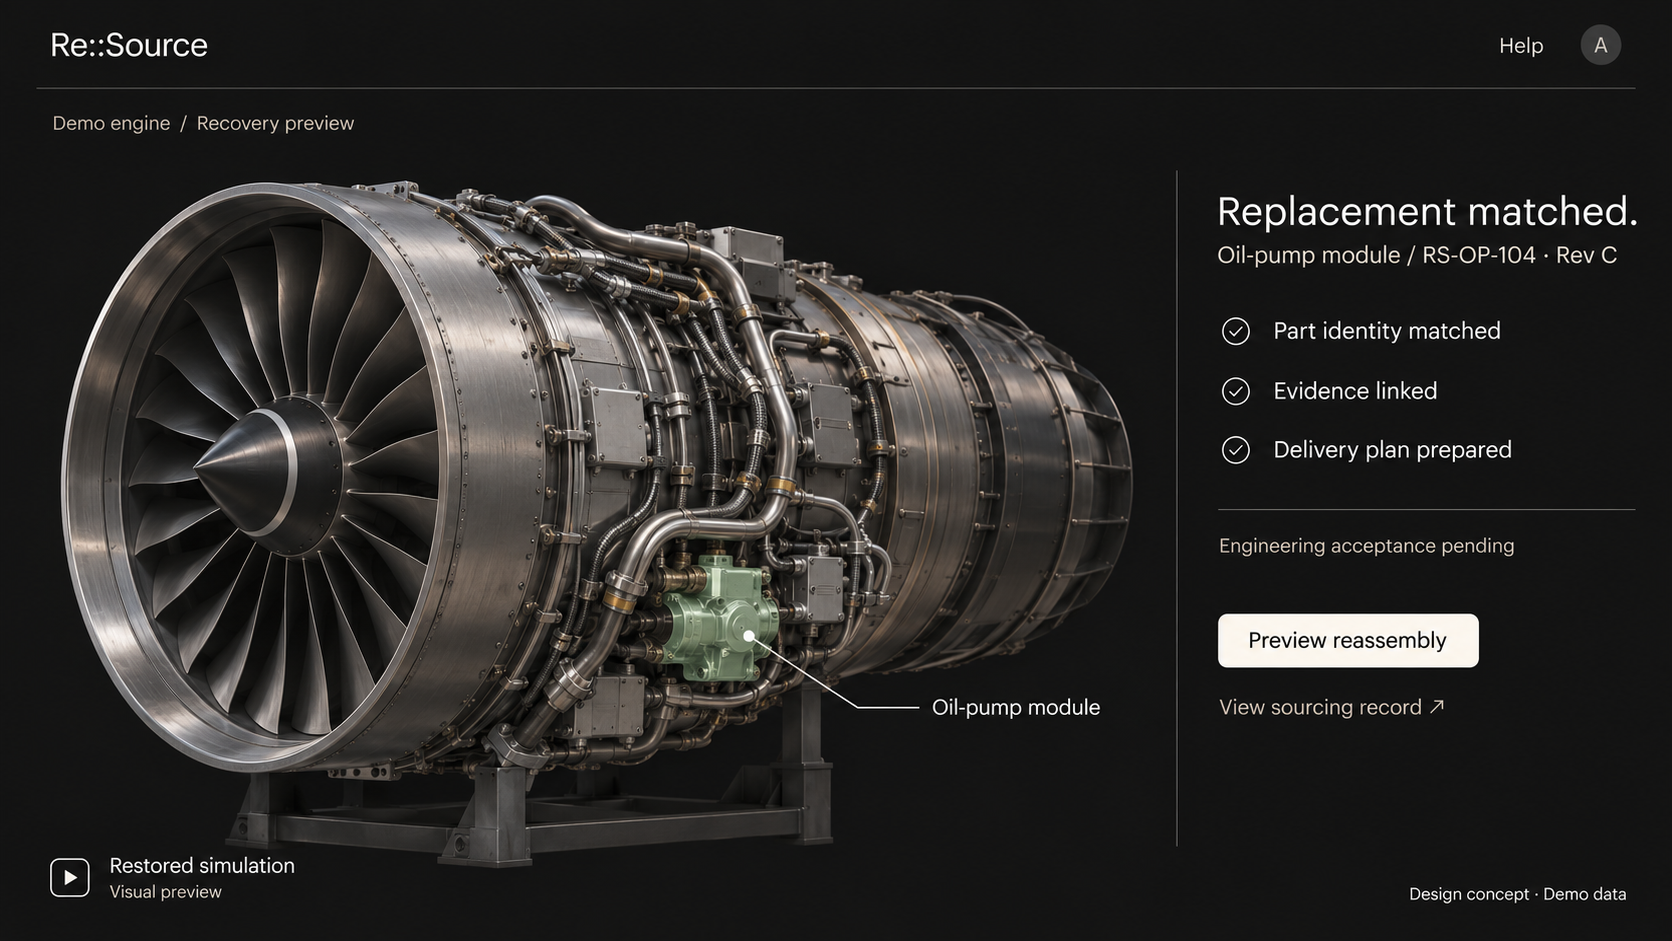 Re::Source
Help
A
Demo engine / Recovery preview
Replacement matched.
Oil-pump module / RS-OP-104 · Rev C
Part identity matched
Evidence linked
Delivery plan prepared
Engineering acceptance pending
Preview reassembly
View sourcing record ↗
Oil-pump module
Restored simulation
Visual preview
Design concept · Demo data